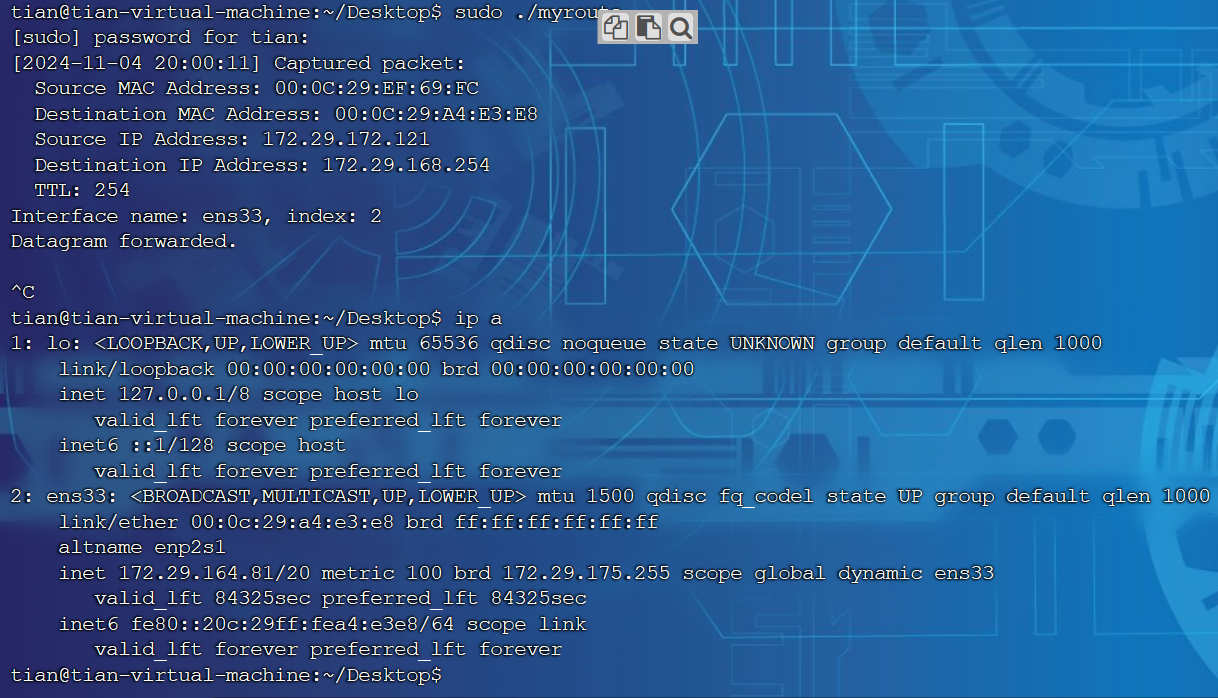 tian@tian-virtual-machine:~/Desktop$ sudo
[sudo] password for tian:
[2024-11-04 20:00:11] Captured packet:
  Source MAC Address: 00:0C:29:EF:69:FC
  Destination MAC Address: 00:0C:29:A4:E3:E8
  Source IP Address: 172.29.172.121
  Destination IP Address: 172.29.168.254
  TTL: 254
Interface name: ens33, index: 2
Datagram forwarded.
^C
tian@tian-virtual-machine:~/Desktop$ ip a
1: lo: <LOOPBACK,UP,LOWER_UP> mtu 65536 qdisc noqueue state UNKNOWN group default qlen 1000
    link/loopback 00:00:00:00:00:00 brd 00:00:00:00:00:00
    inet 127.0.0.1/8 scope host lo
       valid_lft forever preferred_lft forever
    inet6 ::1/128 scope host
       valid_lft forever preferred_lft forever
2: ens33: <BROADCAST,MULTICAST,UP,LOWER_UP> mtu 1500 qdisc fq_codel state UP group default qlen 1000
    link/ether 00:0c:29:a4:e3:e8 brd ff:ff:ff:ff:ff:ff
    altname enp2s1
    inet 172.29.164.81/20 metric 100 brd 172.29.175.255 scope global dynamic ens33
       valid_lft 84325sec preferred_lft 84325sec
    inet6 fe80::20c:29ff:fea4:e3e8/64 scope link
       valid_lft forever preferred_lft forever
tian@tian-virtual-machine:~/Desktop$